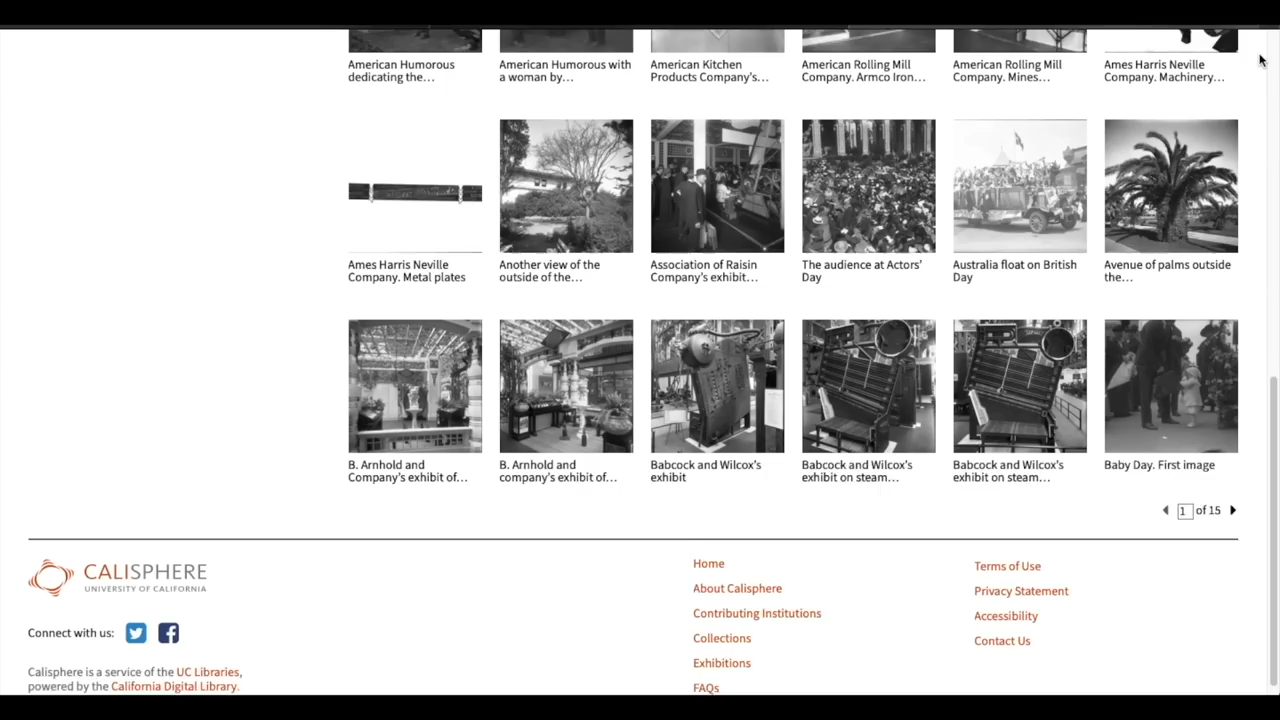 American Humorous
dedicating the…
American Humorous with
a woman by…
American Kitchen
Products Company's…
American Rolling Mill
Company. Armco Iron…
American Rolling Mill
Company. Mines…
Ames Harris Neville
Company. Machinery…
Ames Harris Neville
Company. Metal plates
Another view of the
outside of the…
Association of Raisin
Company's exhibit…
The audience at Actors'
Day
Australia float on British
Day
Avenue of palms outside
the…
B. Arnhold and
Company's exhibit of…
B. Arnhold and
company's exhibit of…
Babcock and Wilcox's
exhibit
Babcock and Wilcox's
exhibit on steam…
Babcock and Wilcox's
exhibit on steam…
Baby Day. First image
1 of 15
CALISPHERE
UNIVERSITY OF CALIFORNIA
Connect with us:
Calisphere is a service of the UC Libraries,
powered by the California Digital Library.
Home
About Calisphere
Contributing Institutions
Collections
Exhibitions
FAQs
Terms of Use
Privacy Statement
Accessibility
Contact Us